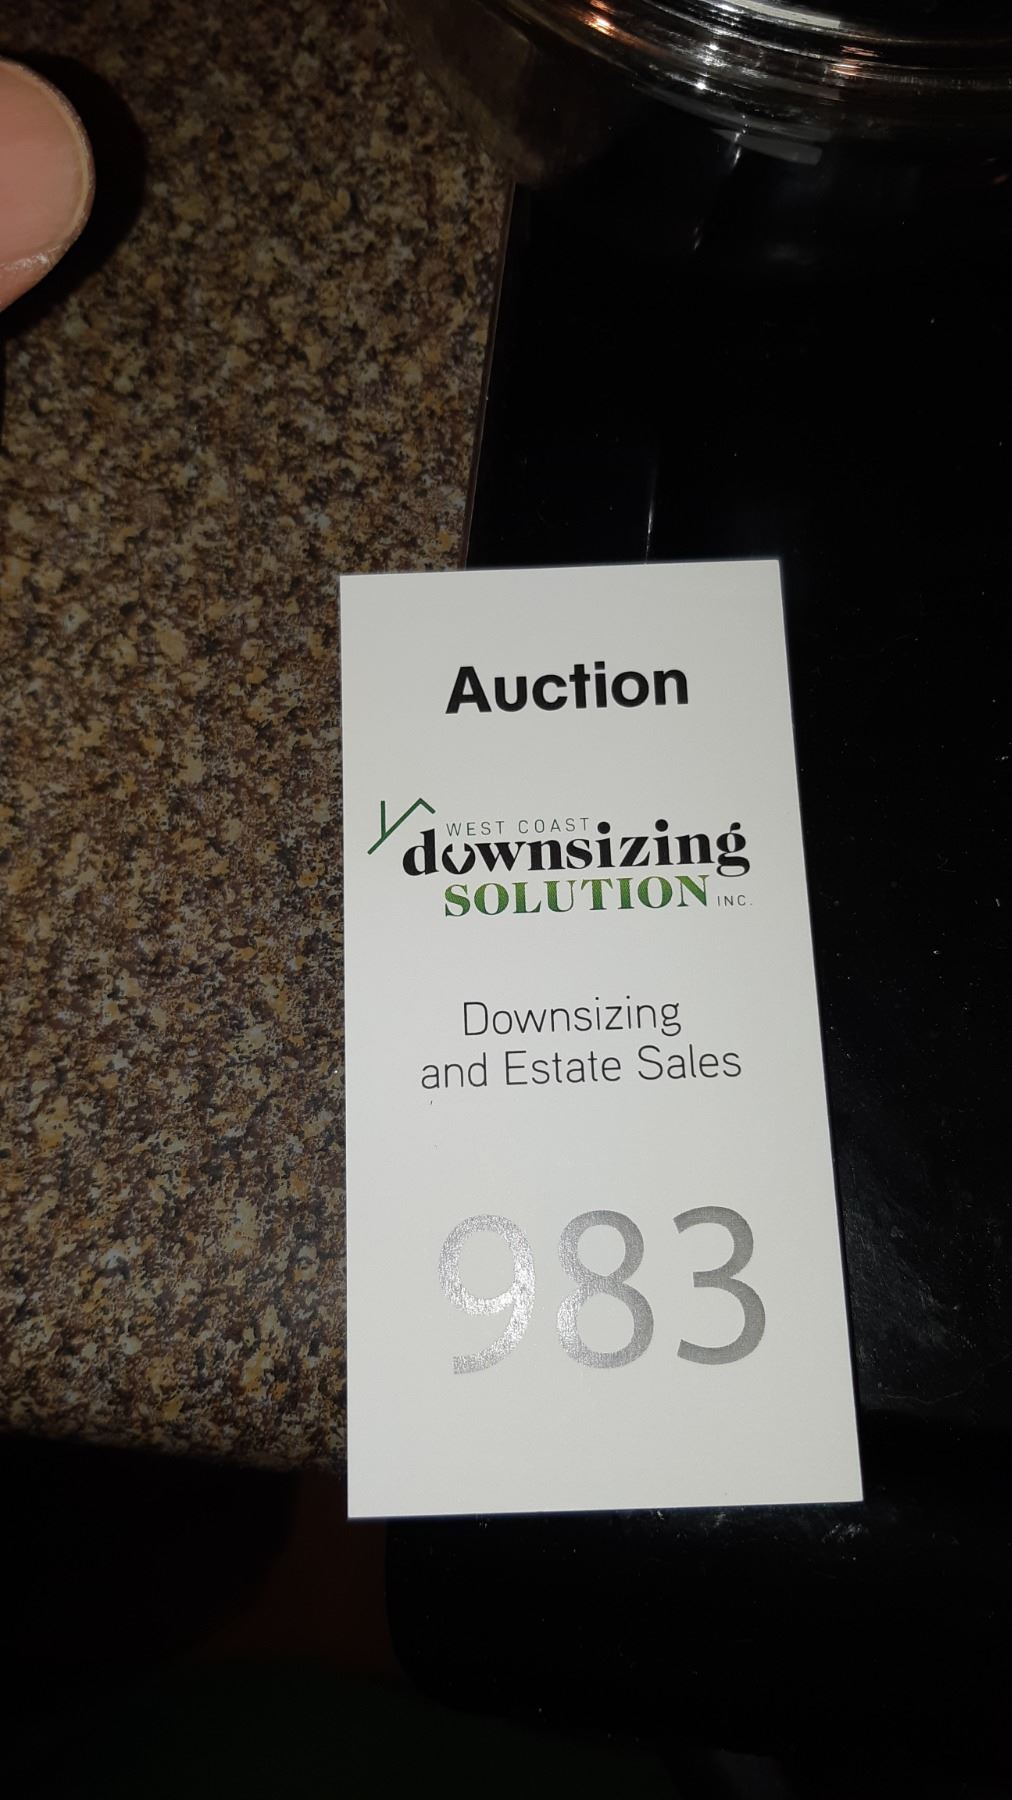 Auction
WEST COAST
downsizing
SOLUTION INC.
Downsizing
and Estate Sales
983